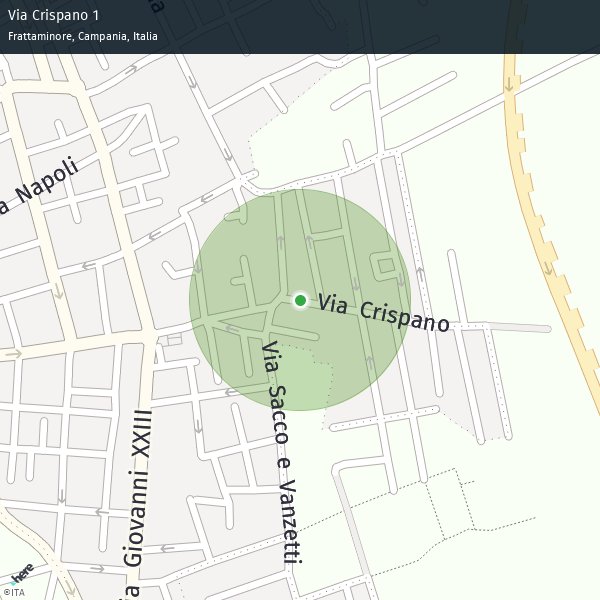 Via Crispano 1
Frattaminore, Campania, Italia
Napoli
Via Crispano
Via Sacco e Vanzetti
Giovanni XXIII
here
©ITA